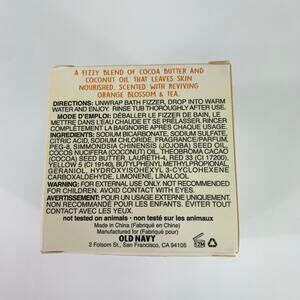 A FIZZY BLEND OF COCOA BUTTER AND
COCONUT OIL THAT LEAVES SKIN
NOURISHED. SCENTED WITH REVIVING
ORANGE BLOSSOM & TEA.
DIRECTIONS: UNWRAP BATH FIZZER, DROP INTO WARM
WATER AND ENJOY. RINSE TUB THOROUGHLY AFTER USE.
MODE D'EMPLOI: DÉBALLER LE FIZZER DE BAIN, LE
METTRE DANS L'EAU CHAUDE ET SE PRÉLASSER. RINCER
COMPLÈTEMENT LA BAIGNOIRE APRÈS CHAQUE USAGE.
INGREDIENTS: SODIUM BICARBONATE, SODIUM SULFATE,
CITRIC ACID, SODIUM CHLORIDE, PARFUM/FRAGRANCE,
PEG-8, SIMMONDSIA CHINENSIS (JOJOBA) SEED OIL,
COCOS NUCIFERA (COCONUT) OIL, THEOBROMA CACAO
(COCOA) SEED BUTTER, LAURETH-4, RED 33 (CI 17200),
YELLOW 5 (CI 19140), BUTYLPHENYL METHYLPROPIONAL,
GERANIOL, HYDROXYISOHEXYL 3-CYCLOHEXENE
CARBOXALDEHYDE, LIMONENE, LINALOOL
WARNING: FOR EXTERNAL USE ONLY. NOT RECOMMENDED
FOR CHILDREN. AVOID CONTACT WITH EYES.
AVERTISSEMENT: POUR UN USAGE EXTERNE UNIQUEMENT.
NON RECOMMANDÉ POUR LES ENFANTS. ÉVITER TOUT
CONTACT AVEC LES YEUX.
not tested on animals • non testé sur les animaux
Made in China (Fabriqué en Chine)
Manufactured for (Fabriqué pour)
OLD NAVY
2 Folsom St., San Francisco, CA 94105
12M